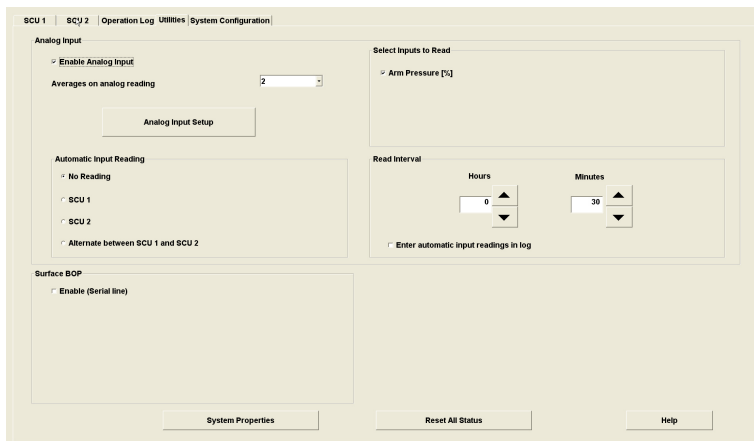 SCU 1 SCU 2 Operation Log Utilities System Configuration
Analog Input
Enable Analog Input
Averages on analog reading 2
Analog Input Setup
Select Inputs to Read
Arm Pressure [%]
Automatic Input Reading
No Reading
SCU 1
SCU 2
Alternate between SCU 1 and SCU 2
Read Interval
Hours Minutes
0 30
Enter automatic input readings in log
Surface BOP
Enable (Serial line)
System Properties Reset All Status Help